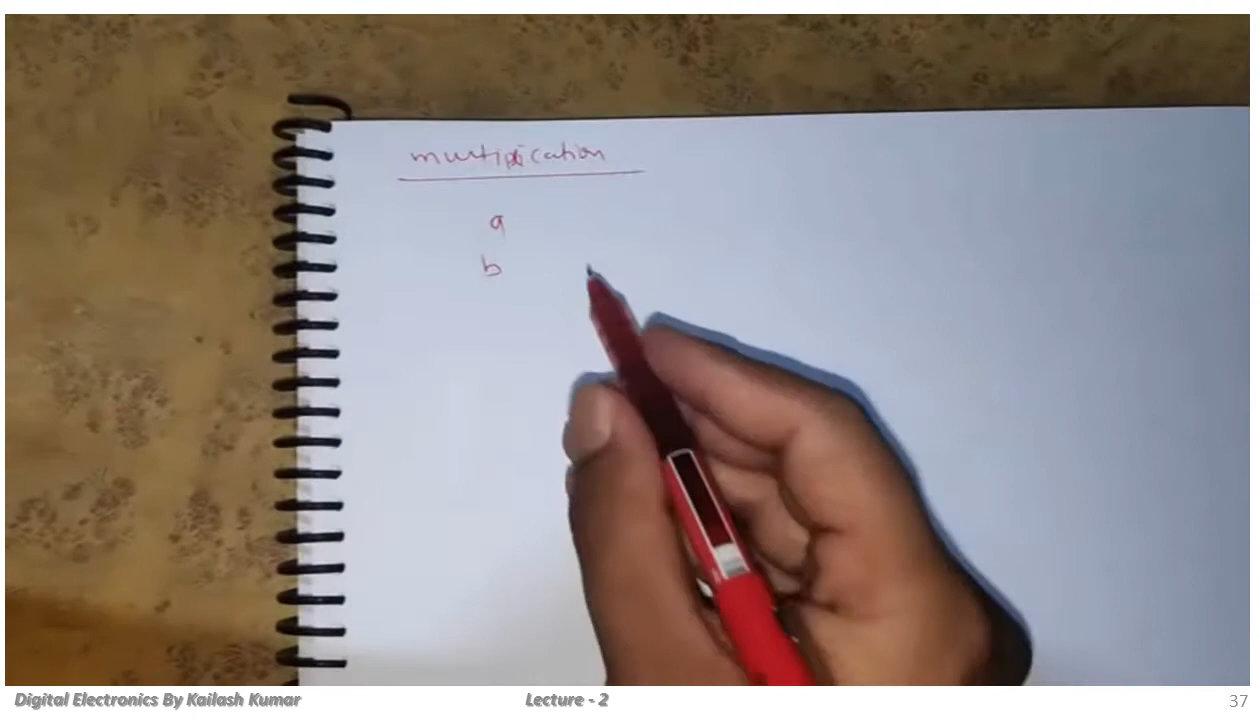 multiplication
a
b
Digital Electronics By Kailash Kumar
Lecture - 2
37